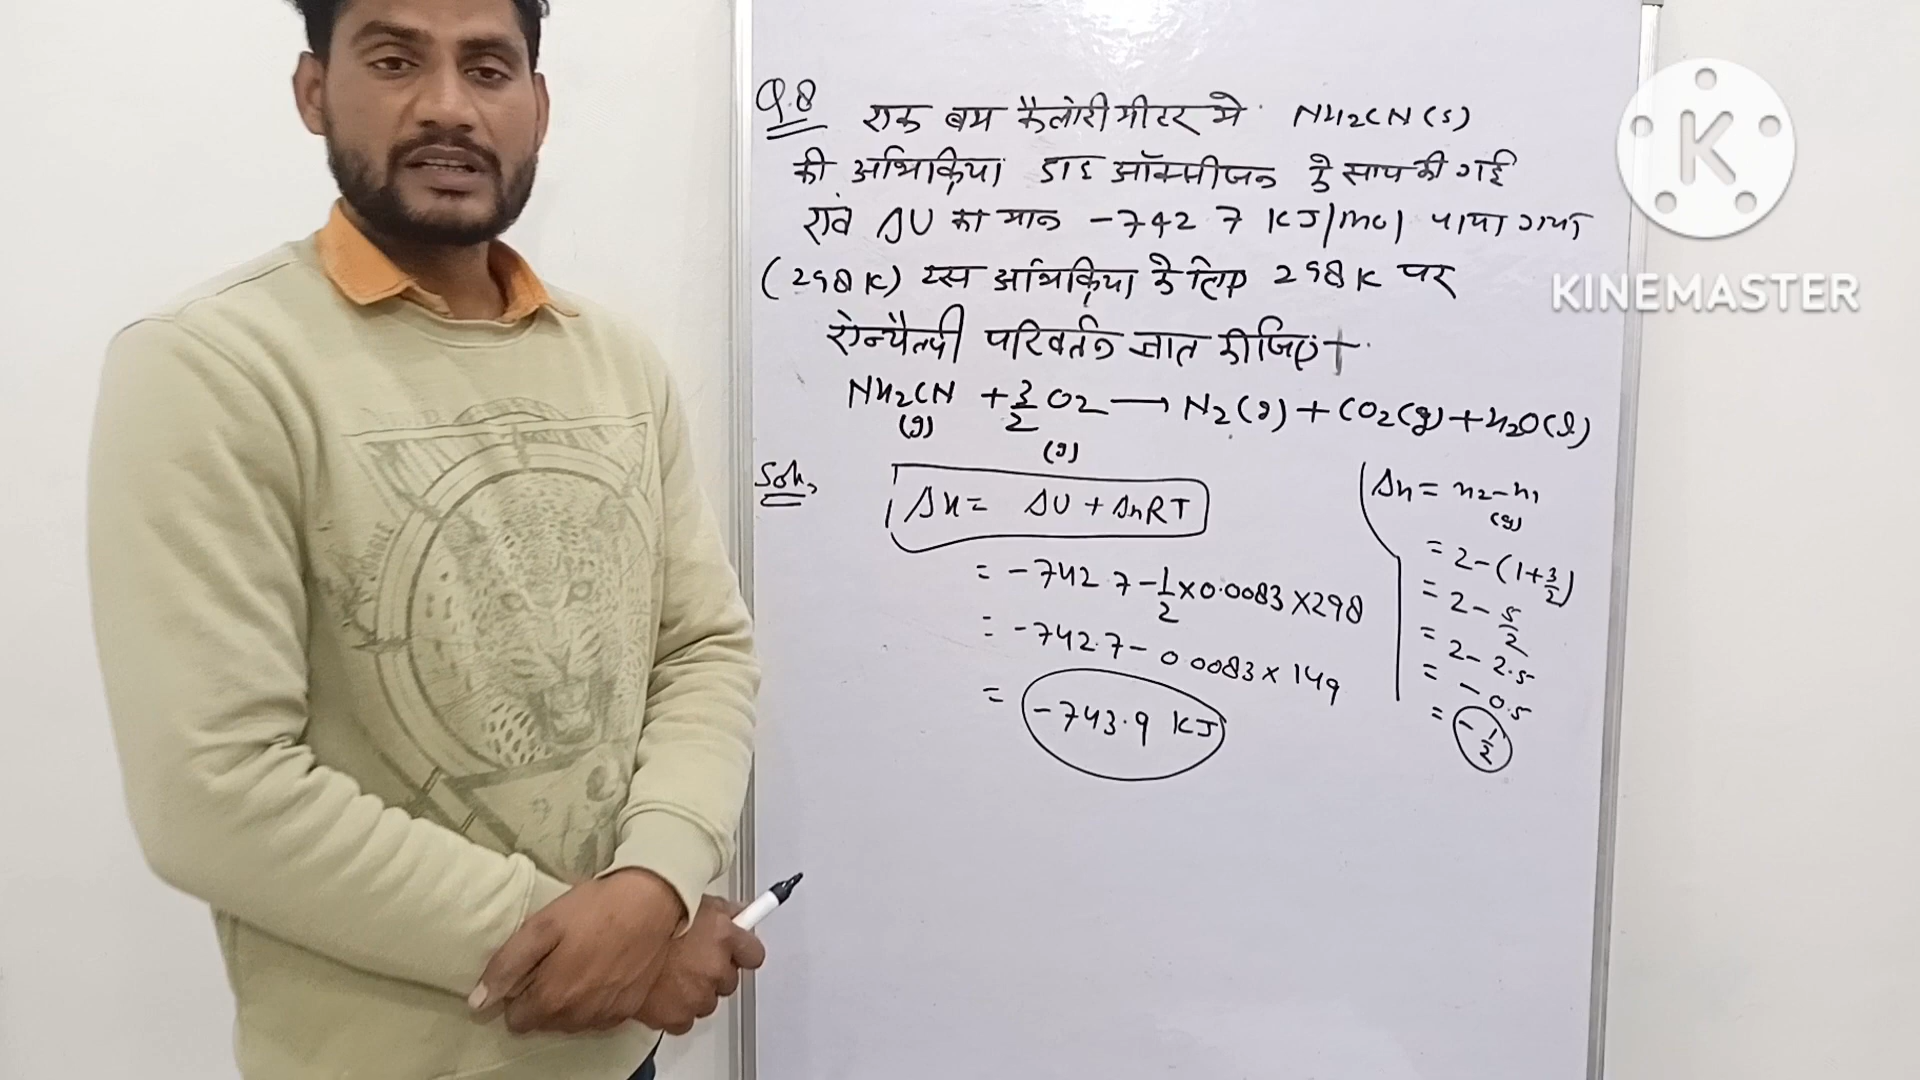 Q.8 एक बम कैलोरीमीटर मे NH2CN(s)
की अभिक्रिया डाइ ऑक्सीजन के साथ की गई
एवं ΔU का मान -742.7 KJ/mol पाया गया
(298K) इस अभिक्रिया के लिए 298K पर
ऐन्थैल्पी परिवर्तन ज्ञात कीजिए।
NH2CN(g) + 3/2 O2(g) → N2(g) + CO2(g) + H2O(l)
Soln,
ΔH = ΔU + ΔnRT
= -742.7 - 1/2 × 0.0083 × 298
= -742.7 - 0.0083 × 149
= -743.9 KJ
Δn = n2 - n1
(g)
= 2 - (1 + 3/2)
= 2 - 5/2
= 2 - 2.5
= - 0.5
= - 1/2
K
KINEMASTER